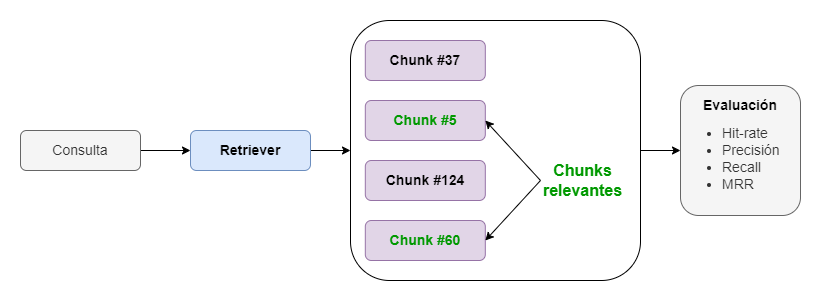 Consulta
Retriever
Chunk #37
Chunk #5
Chunk #124
Chunk #60
Chunks
relevantes
Evaluación
• Hit-rate
• Precisión
• Recall
• MRR